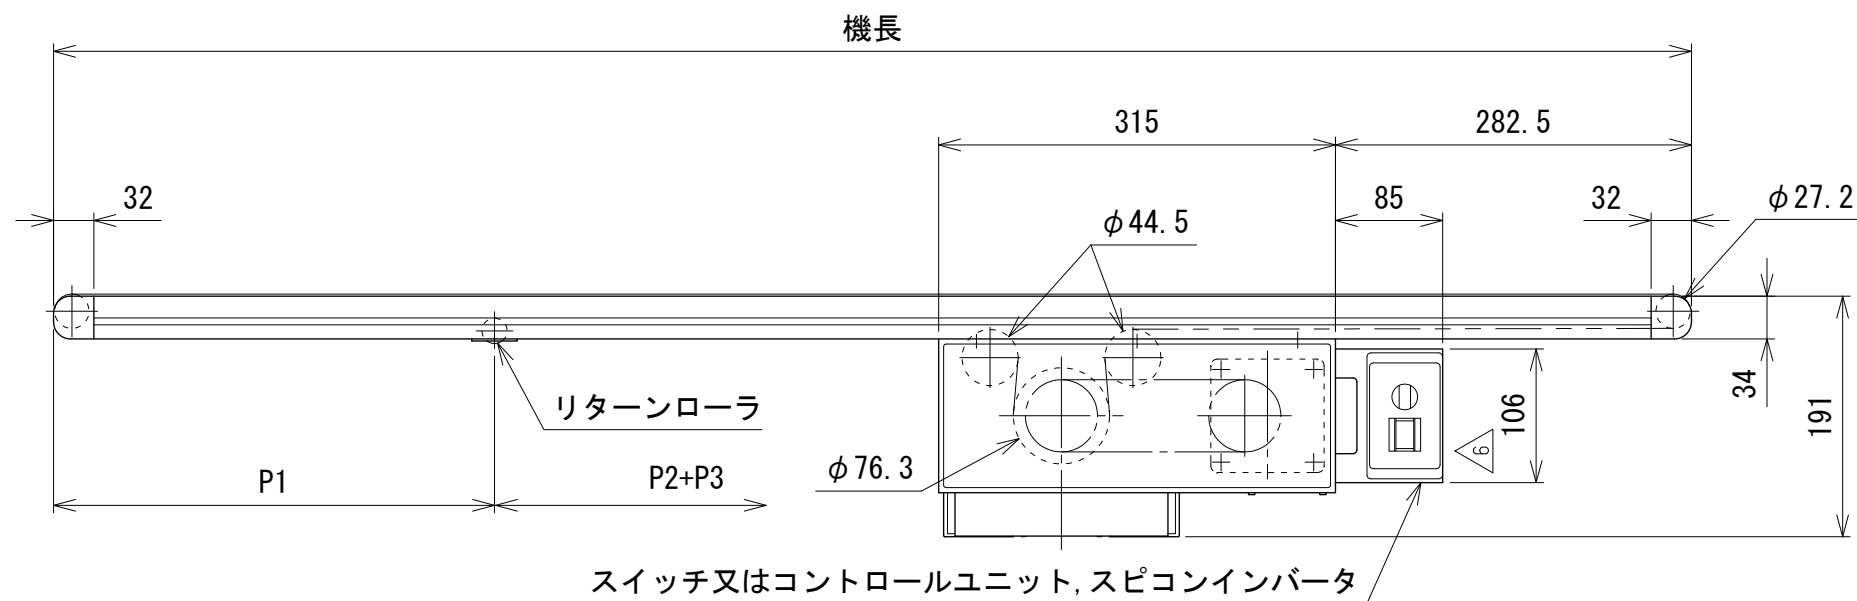 機長
315
282.5
32
85
32
φ27.2
φ44.5
34
106
191
リターンローラ
6
φ76.3
P1
P2+P3
スイッチ又はコントロールユニット,スピコンインバータ